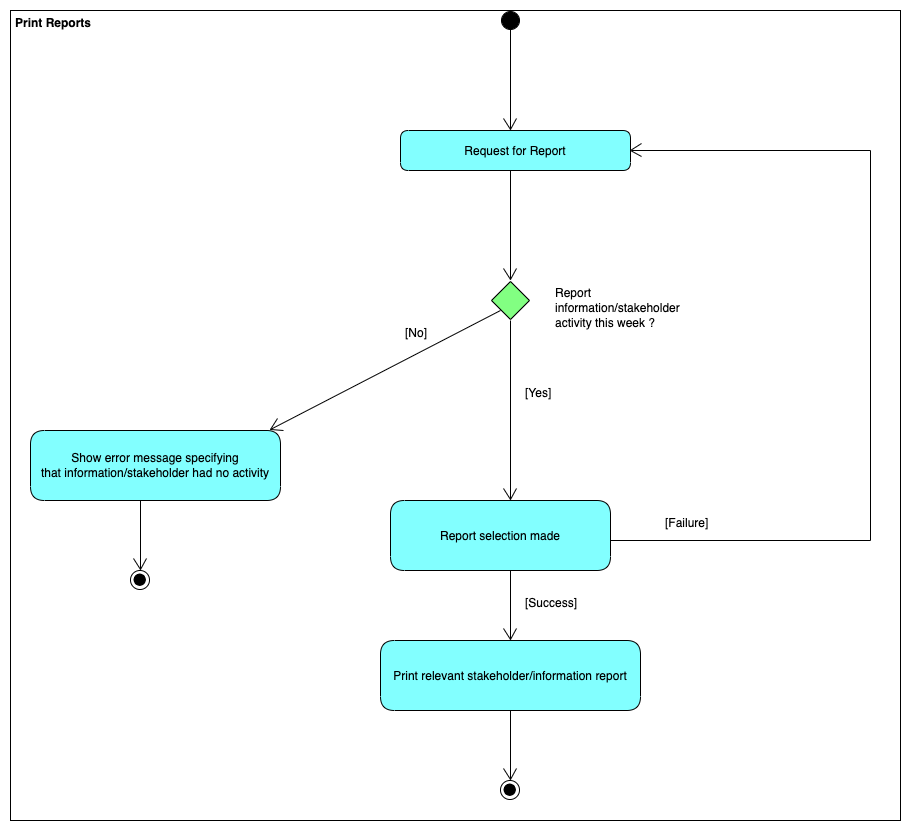 Print Reports
Request for Report
Report
information/stakeholder
activity this week ?
[No]
[Yes]
Show error message specifying
that information/stakeholder had no activity
[Failure]
Report selection made
[Success]
Print relevant stakeholder/information report